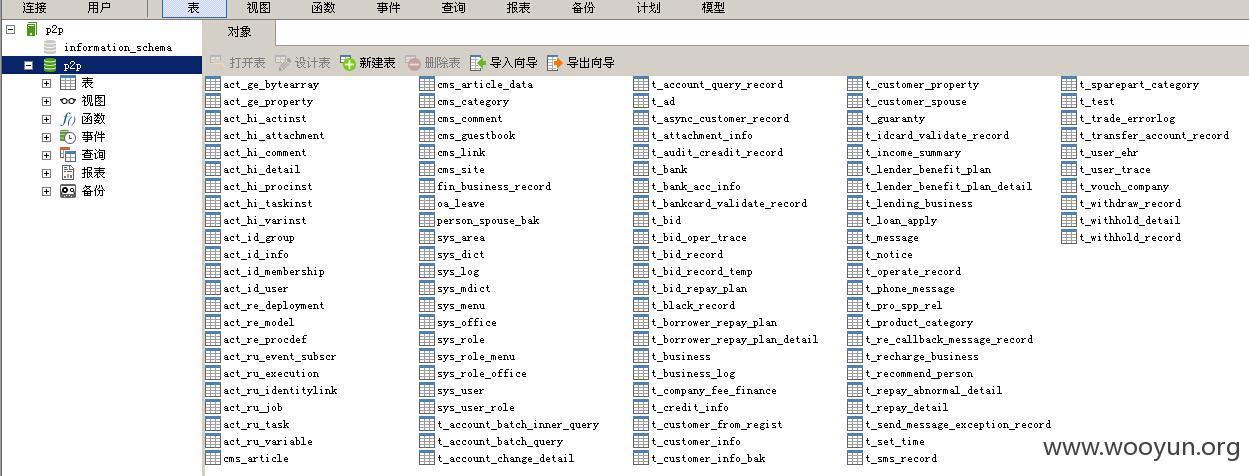 连接 用户 表 视图 函数 事件 查询 报表 备份 计划 模型
p2p
information_schema
p2p
表
视图
函数
事件
查询
报表
备份
对象
打开表 设计表 新建表 删除表 导入向导 导出向导
act_ge_bytearray
act_ge_property
act_hi_actinst
act_hi_attachment
act_hi_comment
act_hi_detail
act_hi_procinst
act_hi_taskinst
act_hi_varinst
act_id_group
act_id_info
act_id_membership
act_id_user
act_re_deployment
act_re_model
act_re_procdef
act_ru_event_subscr
act_ru_execution
act_ru_identitylink
act_ru_job
act_ru_task
act_ru_variable
cms_article
cms_article_data
cms_category
cms_comment
cms_guestbook
cms_link
cms_site
fin_business_record
oa_leave
person_spouse_bak
sys_area
sys_dict
sys_log
sys_mdict
sys_menu
sys_office
sys_role
sys_role_menu
sys_role_office
sys_user
sys_user_role
t_account_batch_inner_query
t_account_batch_query
t_account_change_detail
t_account_query_record
t_ad
t_async_customer_record
t_attachment_info
t_audit_creadit_record
t_bank
t_bank_acc_info
t_bankcard_validate_record
t_bid
t_bid_oper_trace
t_bid_record
t_bid_record_temp
t_bid_repay_plan
t_black_record
t_borrower_repay_plan
t_borrower_repay_plan_detail
t_business
t_business_log
t_company_fee_finance
t_credit_info
t_customer_from_regist
t_customer_info
t_customer_info_bak
t_customer_property
t_customer_spouse
t_guaranty
t_idcard_validate_record
t_income_summary
t_lender_benefit_plan
t_lender_benefit_plan_detail
t_lending_business
t_loan_apply
t_message
t_notice
t_operate_record
t_phone_message
t_pro_spp_rel
t_product_category
t_re_callback_message_record
t_recharge_business
t_recommend_person
t_repay_abnormal_detail
t_repay_detail
t_send_message_exception_record
t_set_time
t_sms_record
t_sparepart_category
t_test
t_trade_errorlog
t_transfer_account_record
t_user_ehr
t_user_trace
t_vouch_company
t_withdraw_record
t_withhold_detail
t_withhold_record
www.wooyun.org